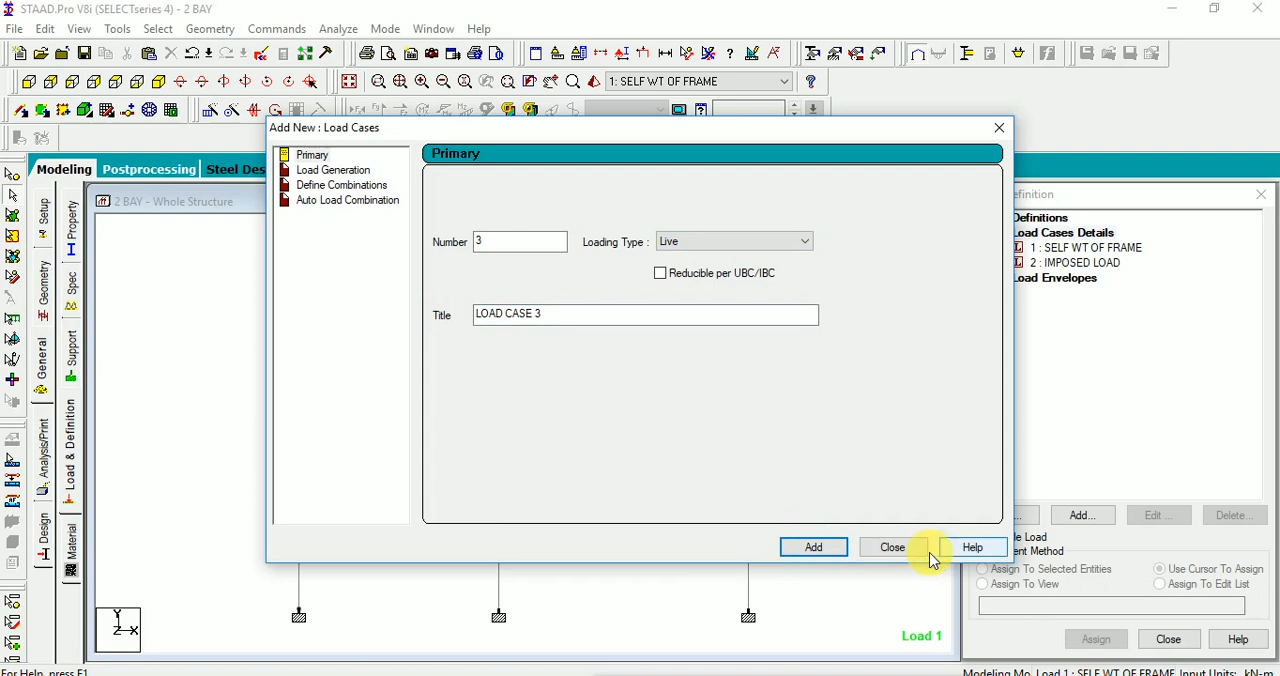 STAAD.Pro V8i (SELECTseries 4) - 2 BAY
File Edit View Tools Select Geometry Commands Analyze Mode Window Help
1: SELF WT OF FRAME
Add New : Load Cases
Modeling Postprocessing Steel Des
2 BAY - Whole Structure
Setup
Geometry
General
Analysis/Print
Design
Property
Spec
Support
Load & Definition
Material
Primary
Load Generation
Define Combinations
Auto Load Combination
Primary
Number 3 Loading Type : Live
Reducible per UBC/IBC
Title LOAD CASE 3
Add Close Help
efinition
Definitions
Load Cases Details
L 1 : SELF WT OF FRAME
L 2 : IMPOSED LOAD
Load Envelopes
... Add... Edit ... Delete...
le Load
ent Method
Assign To Selected Entities Use Cursor To Assign
Assign To View Assign To Edit List
Assign Close Help
Y
Z X
Load 1
For Help, press F1
Modeling Mo Load 1 : SELF WT OF FRAME Input Units: kN-m